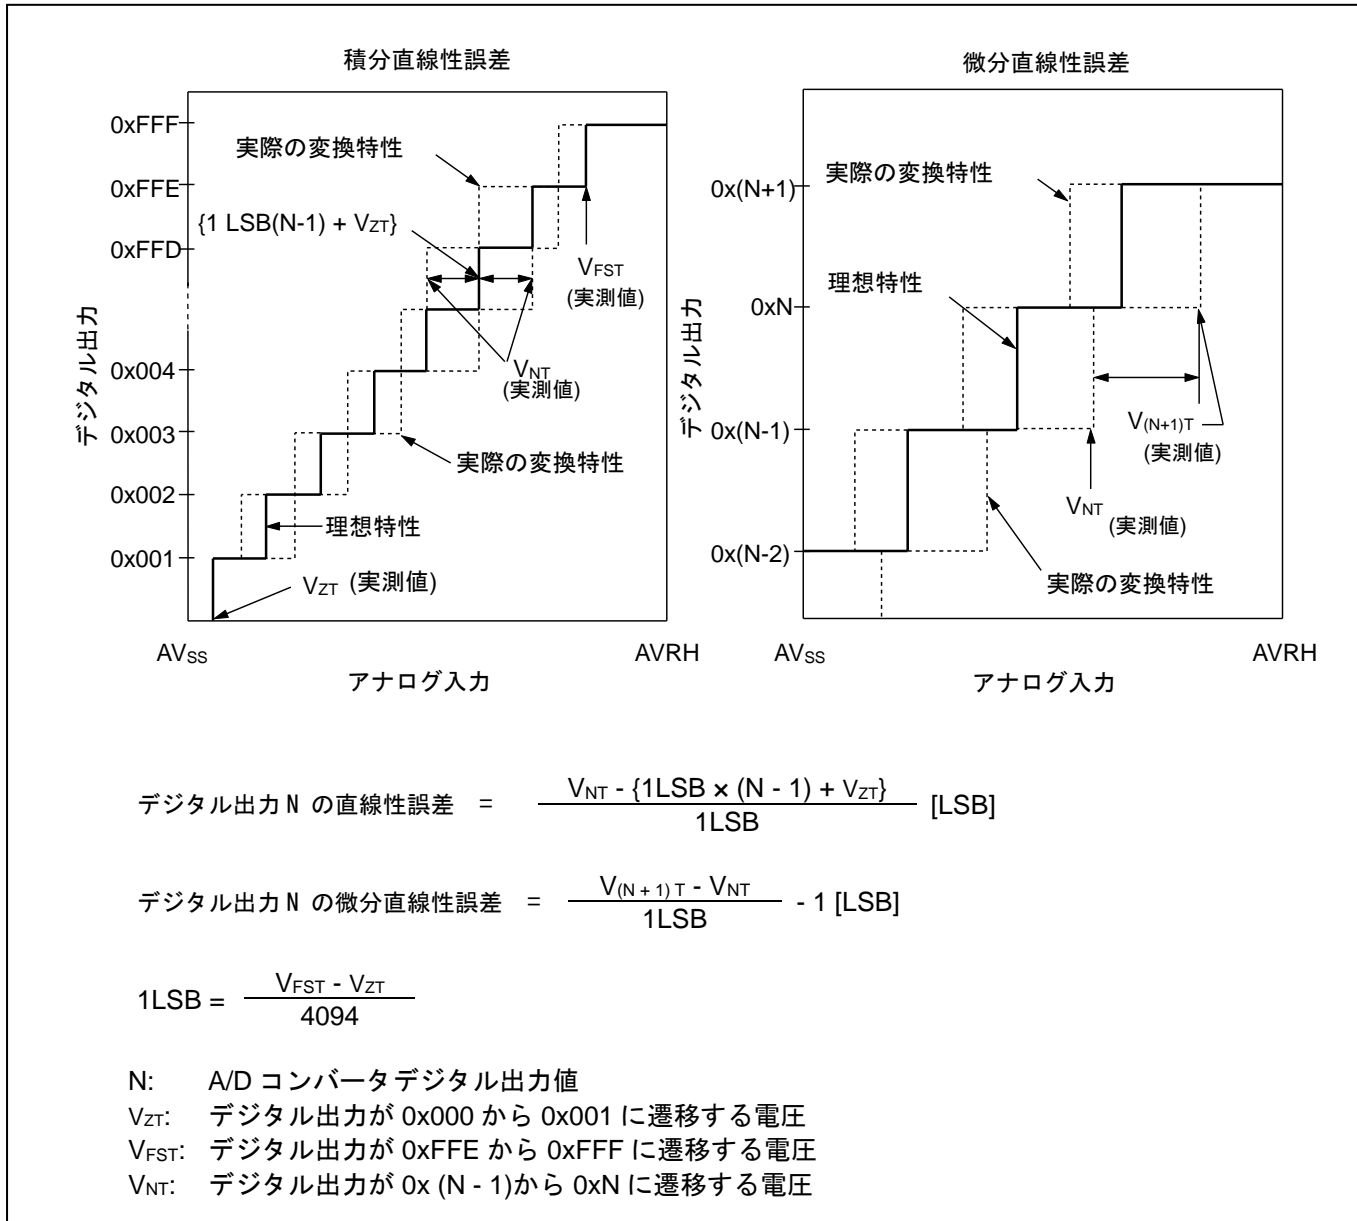 積分直線性誤差
0xFFF
0xFFE
0xFFD
0x004
0x003
0x002
0x001
デジタル出力
実際の変換特性
{1 LSB(N-1) + VZT}
VFST
(実測値)
VNT
(実測値)
実際の変換特性
理想特性
VZT (実測値)
AVSS
AVRH
アナログ入力
微分直線性誤差
0x(N+1)
0xN
0x(N-1)
0x(N-2)
デジタル出力
実際の変換特性
理想特性
V(N+1)T
(実測値)
VNT
(実測値)
実際の変換特性
AVSS
AVRH
アナログ入力
デジタル出力 N の直線性誤差 = VNT - {1LSB × (N - 1) + VZT}
1LSB
[LSB]
デジタル出力 N の微分直線性誤差 = V(N + 1) T - VNT
1LSB
- 1 [LSB]
1LSB = VFST - VZT
4094
N: A/D コンバータデジタル出力値
VZT: デジタル出力が 0x000 から 0x001 に遷移する電圧
VFST: デジタル出力が 0xFFE から 0xFFF に遷移する電圧
VNT: デジタル出力が 0x (N - 1)から 0xN に遷移する電圧